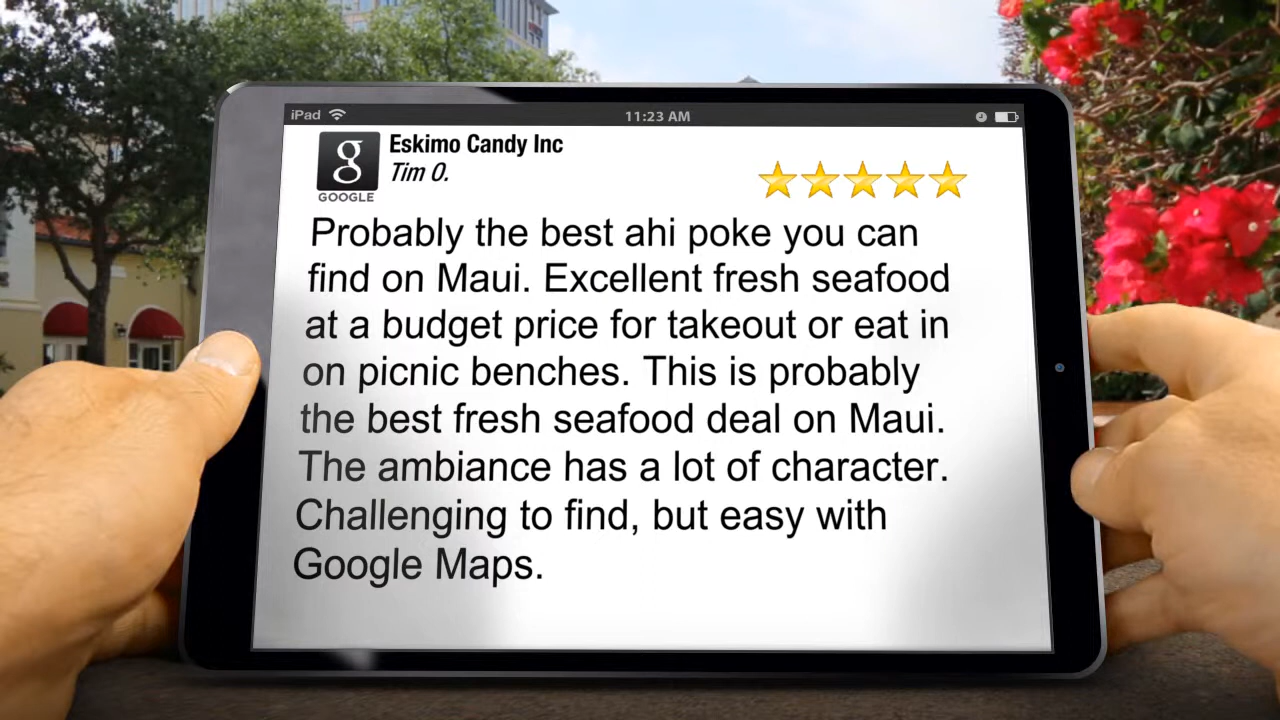 iPad
11:23 AM
g
GOOGLE
Eskimo Candy Inc
Tim O.
Probably the best ahi poke you can
find on Maui. Excellent fresh seafood
at a budget price for takeout or eat in
on picnic benches. This is probably
the best fresh seafood deal on Maui.
The ambiance has a lot of character.
Challenging to find, but easy with
Google Maps.